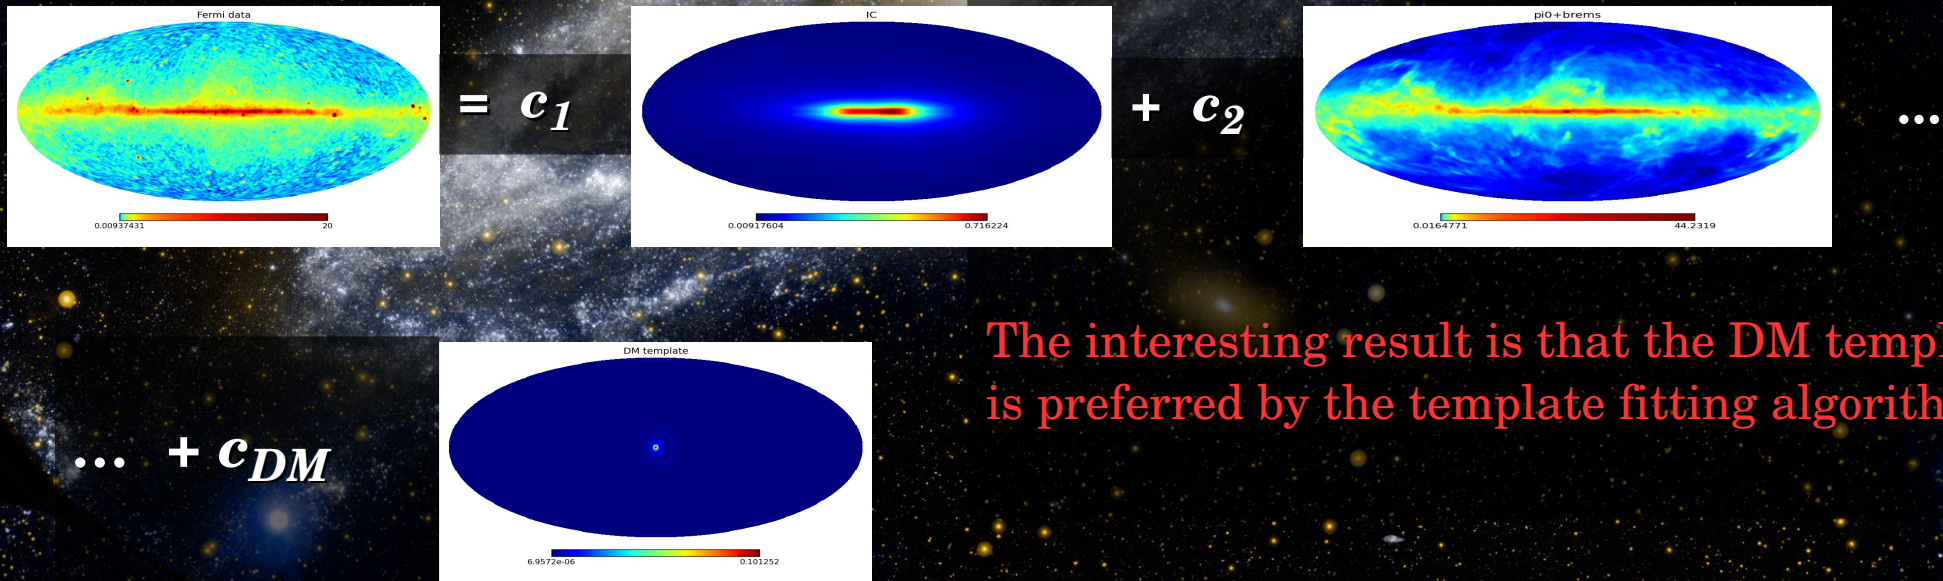 Fermi data
0.00937431 20
= c1
IC
0.00917604 0.716224
+ c2
pi0+brems
0.0164771 44.2319
...
... + cDM
DM template
6.9572e-06 0.101252
The interesting result is that the DM templ
is preferred by the template fitting algorith